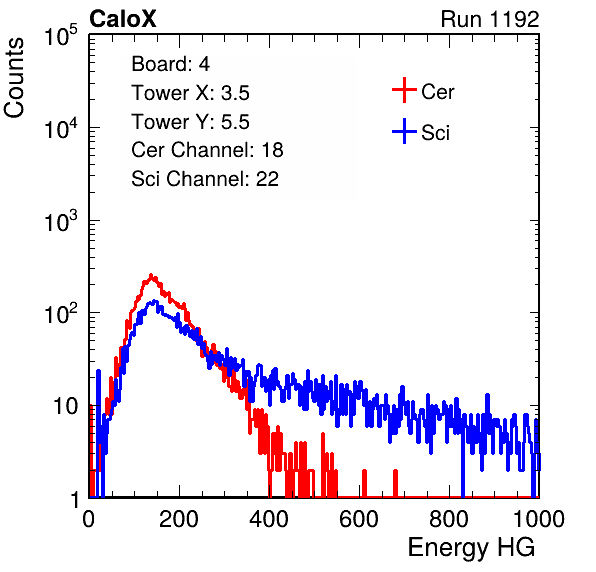 CaloX Run 1192
Counts
10^5
10^4
10^3
10^2
10
1
Board: 4
Tower X: 3.5
Tower Y: 5.5
Cer Channel: 18
Sci Channel: 22
Cer
Sci
0 200 400 600 800 1000
Energy HG